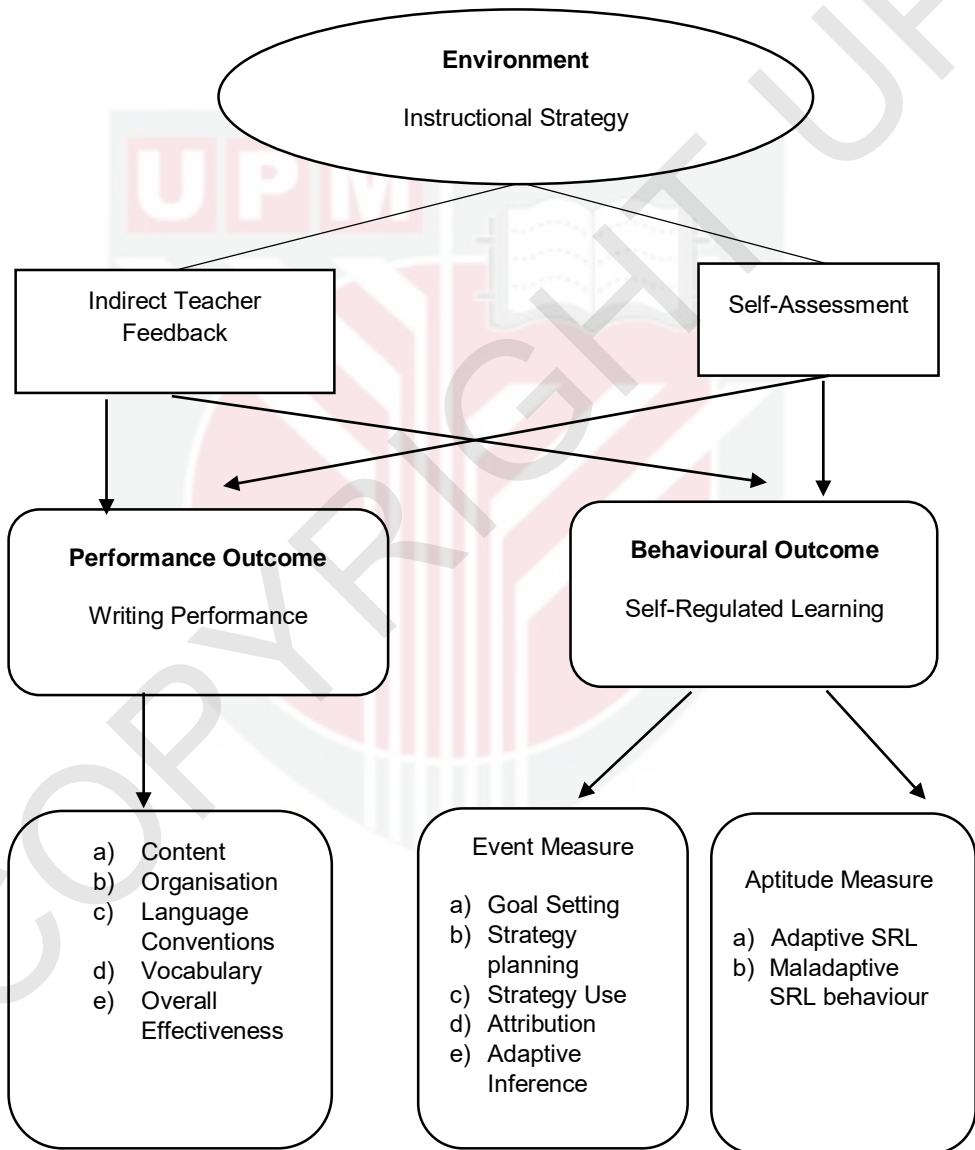 Environment
Instructional Strategy
UPM
Indirect Teacher
Feedback
Self-Assessment
Performance Outcome
Writing Performance
Behavioural Outcome
Self-Regulated Learning
a) Content
b) Organisation
c) Language
Conventions
d) Vocabulary
e) Overall
Effectiveness
Event Measure
a) Goal Setting
b) Strategy
planning
c) Strategy Use
d) Attribution
e) Adaptive
Inference
Aptitude Measure
a) Adaptive SRL
b) Maladaptive
SRL behaviour
COPYRIGHT UP